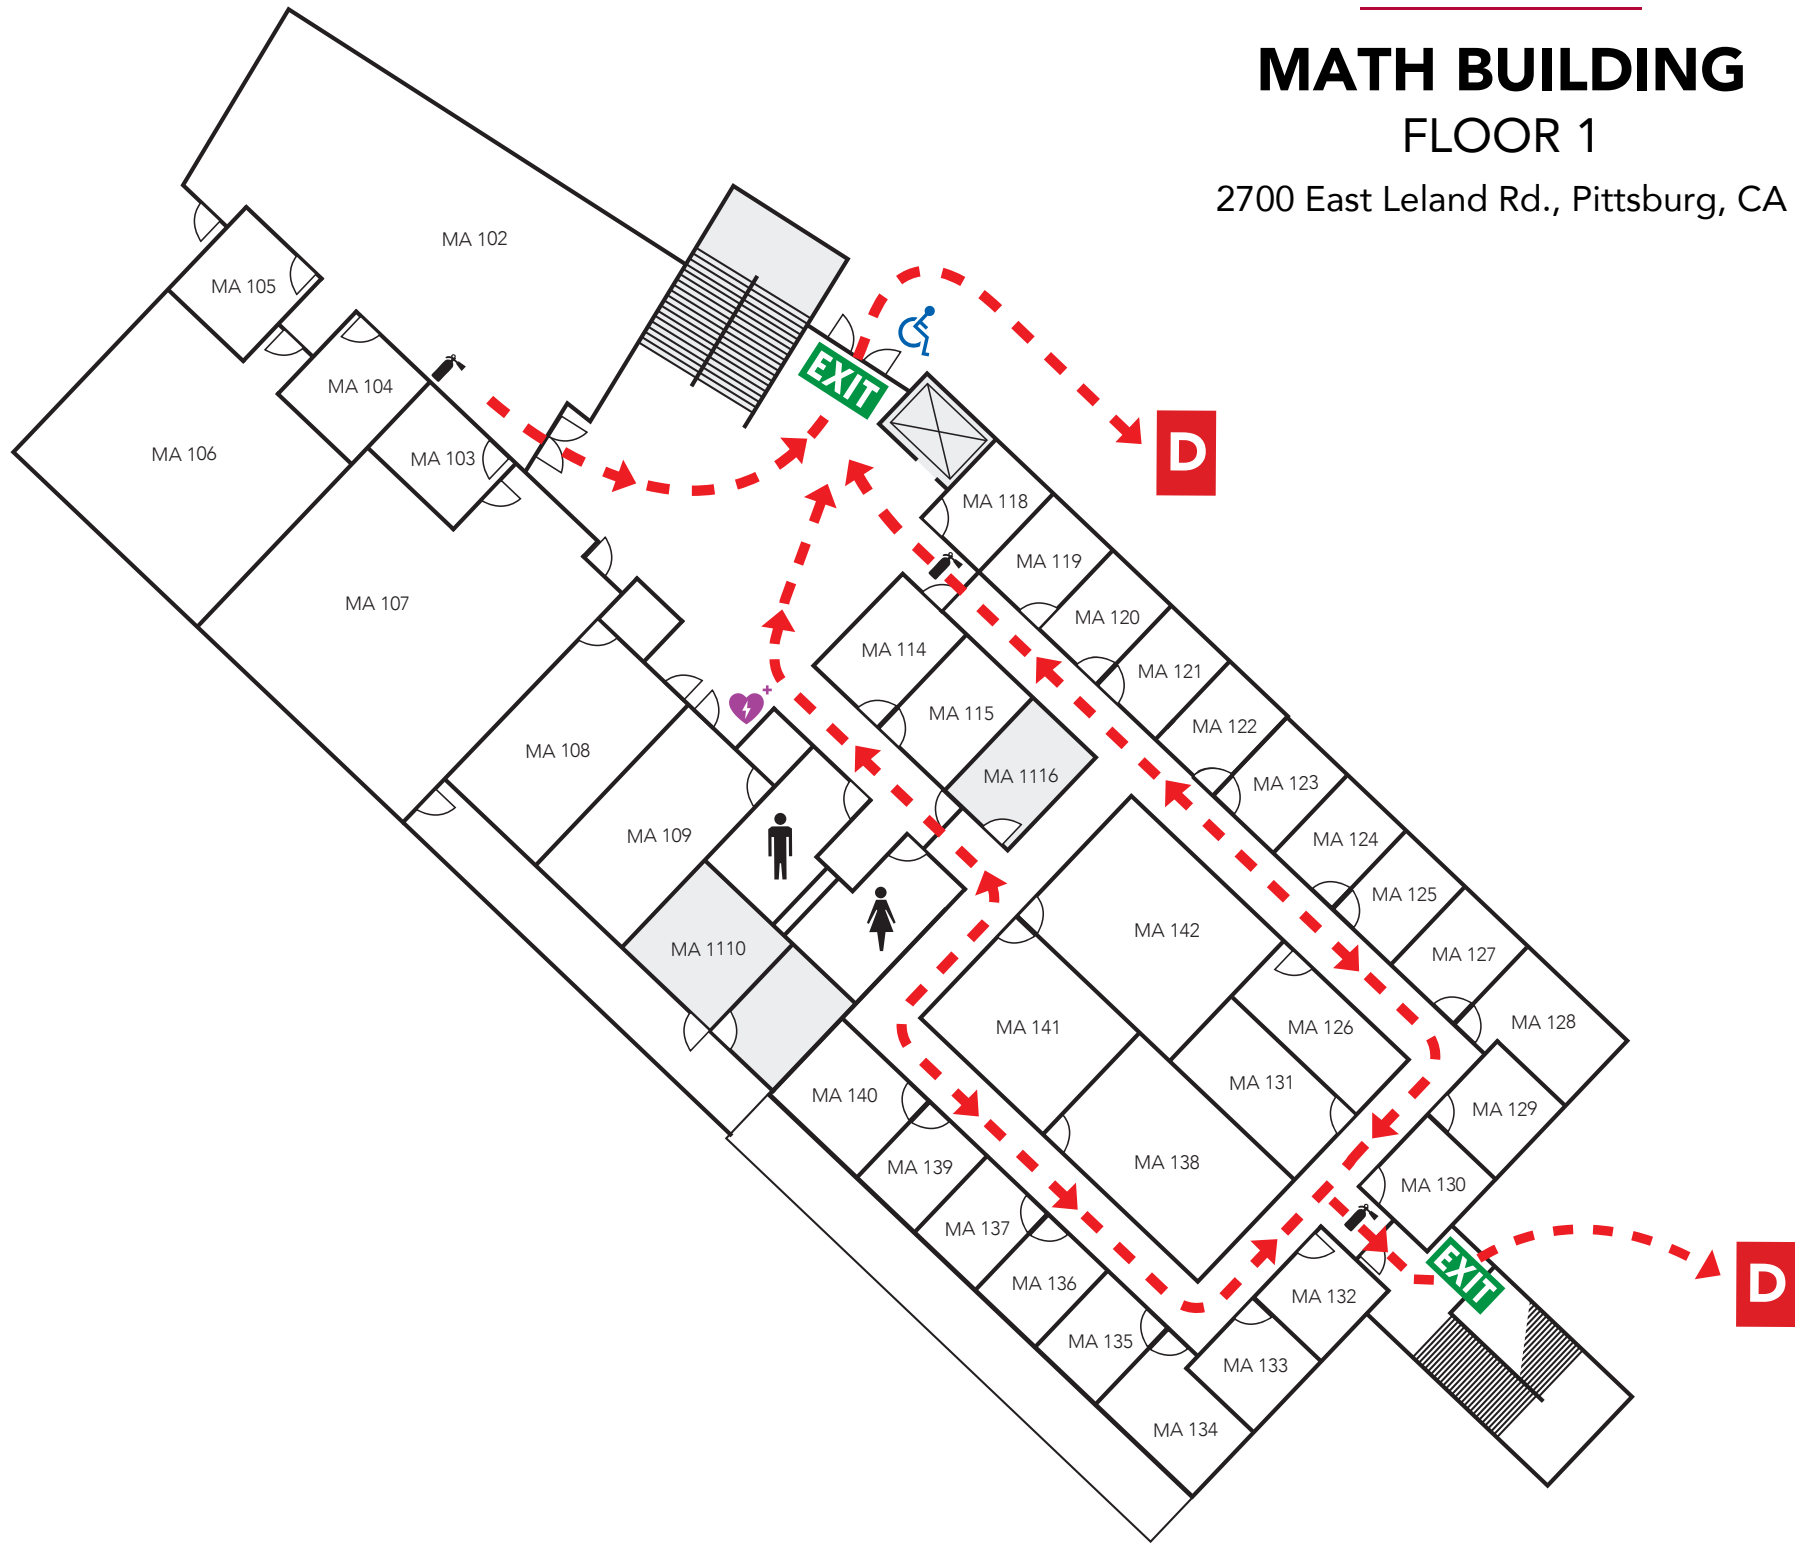 MATH BUILDING
FLOOR 1
2700 East Leland Rd., Pittsburg, CA
MA 102
MA 105
MA 104
MA 103
MA 106
MA 107
EXIT
D
MA 118
MA 119
MA 120
MA 121
MA 122
MA 123
MA 124
MA 125
MA 127
MA 128
MA 114
MA 115
MA 1116
MA 108
MA 109
MA 1110
MA 142
MA 141
MA 126
MA 131
MA 138
MA 129
MA 130
MA 140
MA 139
MA 137
MA 136
MA 135
MA 134
MA 133
MA 132
EXIT
D